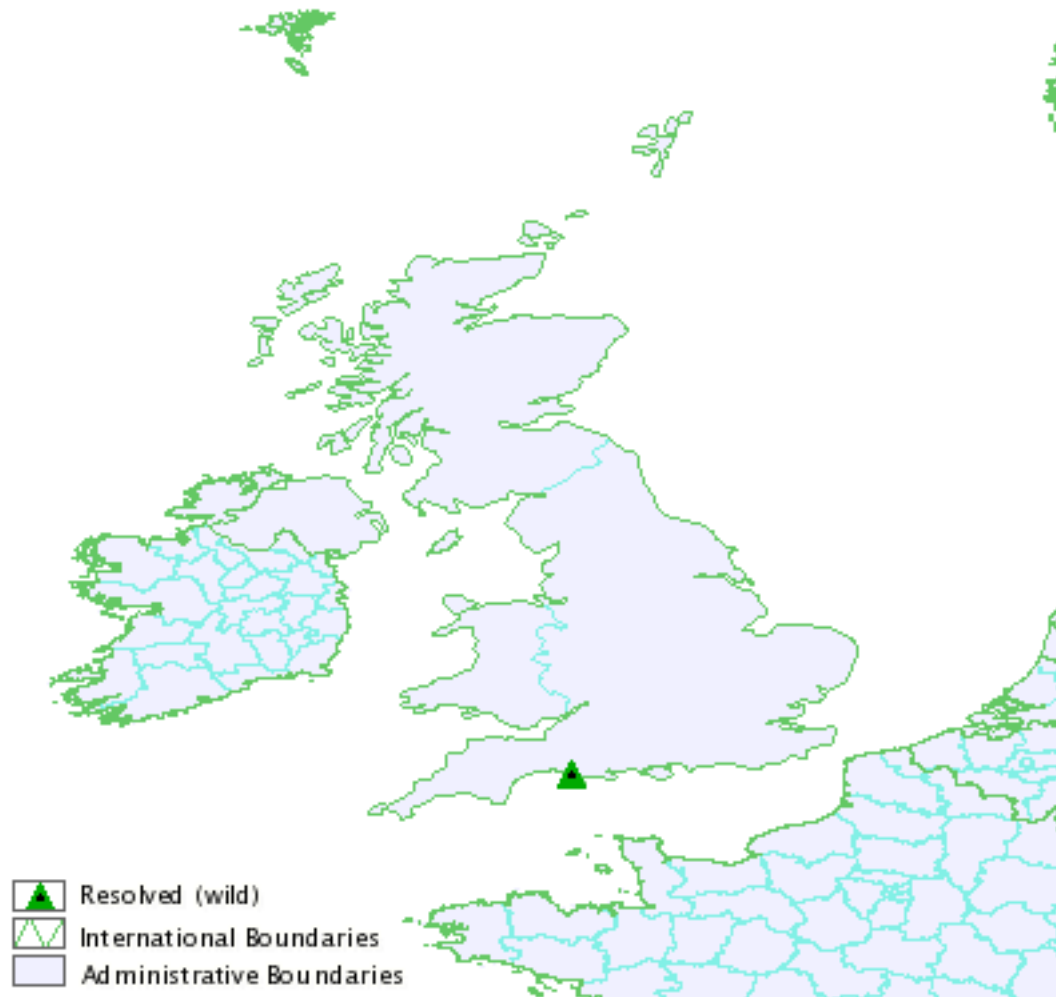 Resolved (wild)
International Boundaries
Administrative Boundaries